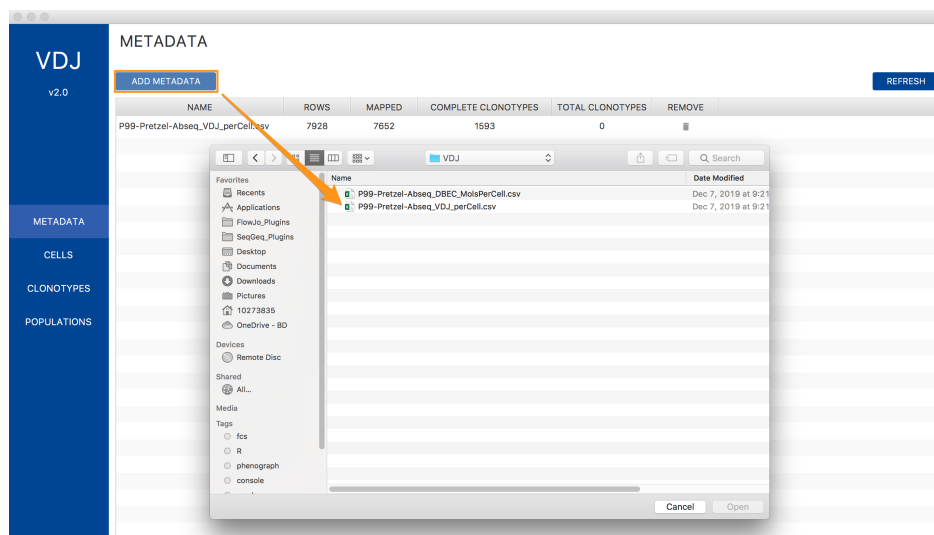 METADATA
VDJ
v2.0
ADD METADATA
REFRESH
NAME ROWS MAPPED COMPLETE CLONOTYPES TOTAL CLONOTYPES REMOVE
P99-Pretzel-Abseq_VDJ_perCell.csv 7928 7652 1593 0
VDJ
Search
Favorites
Name
Date Modified
Recents
P99-Pretzel-Abseq_DBEC_MolsPerCell.csv
Dec 7, 2019 at 9:21
Applications
P99-Pretzel-Abseq_VDJ_perCell.csv
Dec 7, 2019 at 9:21
FlowJo_Plugins
SeqGeq_Plugins
Desktop
Documents
Downloads
Pictures
10273835
OneDrive - BD
Devices
Remote Disc
Shared
All...
Media
Tags
fcs
R
phenograph
console
METADATA
CELLS
CLONOTYPES
POPULATIONS
Cancel
Open